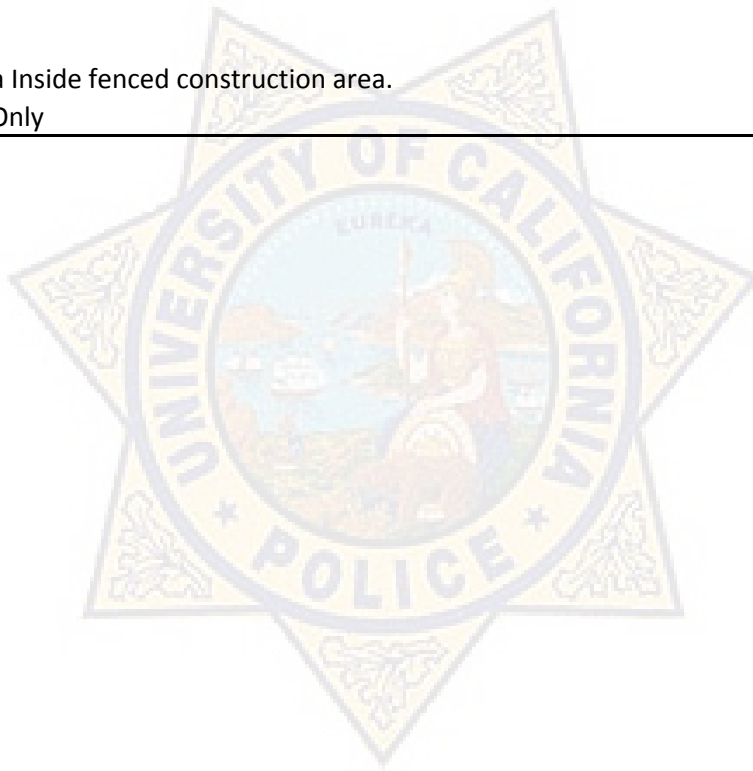 Inside fenced construction area.
Only
UNIVERSITY OF CALIFORNIA
EUREKA
POLICE